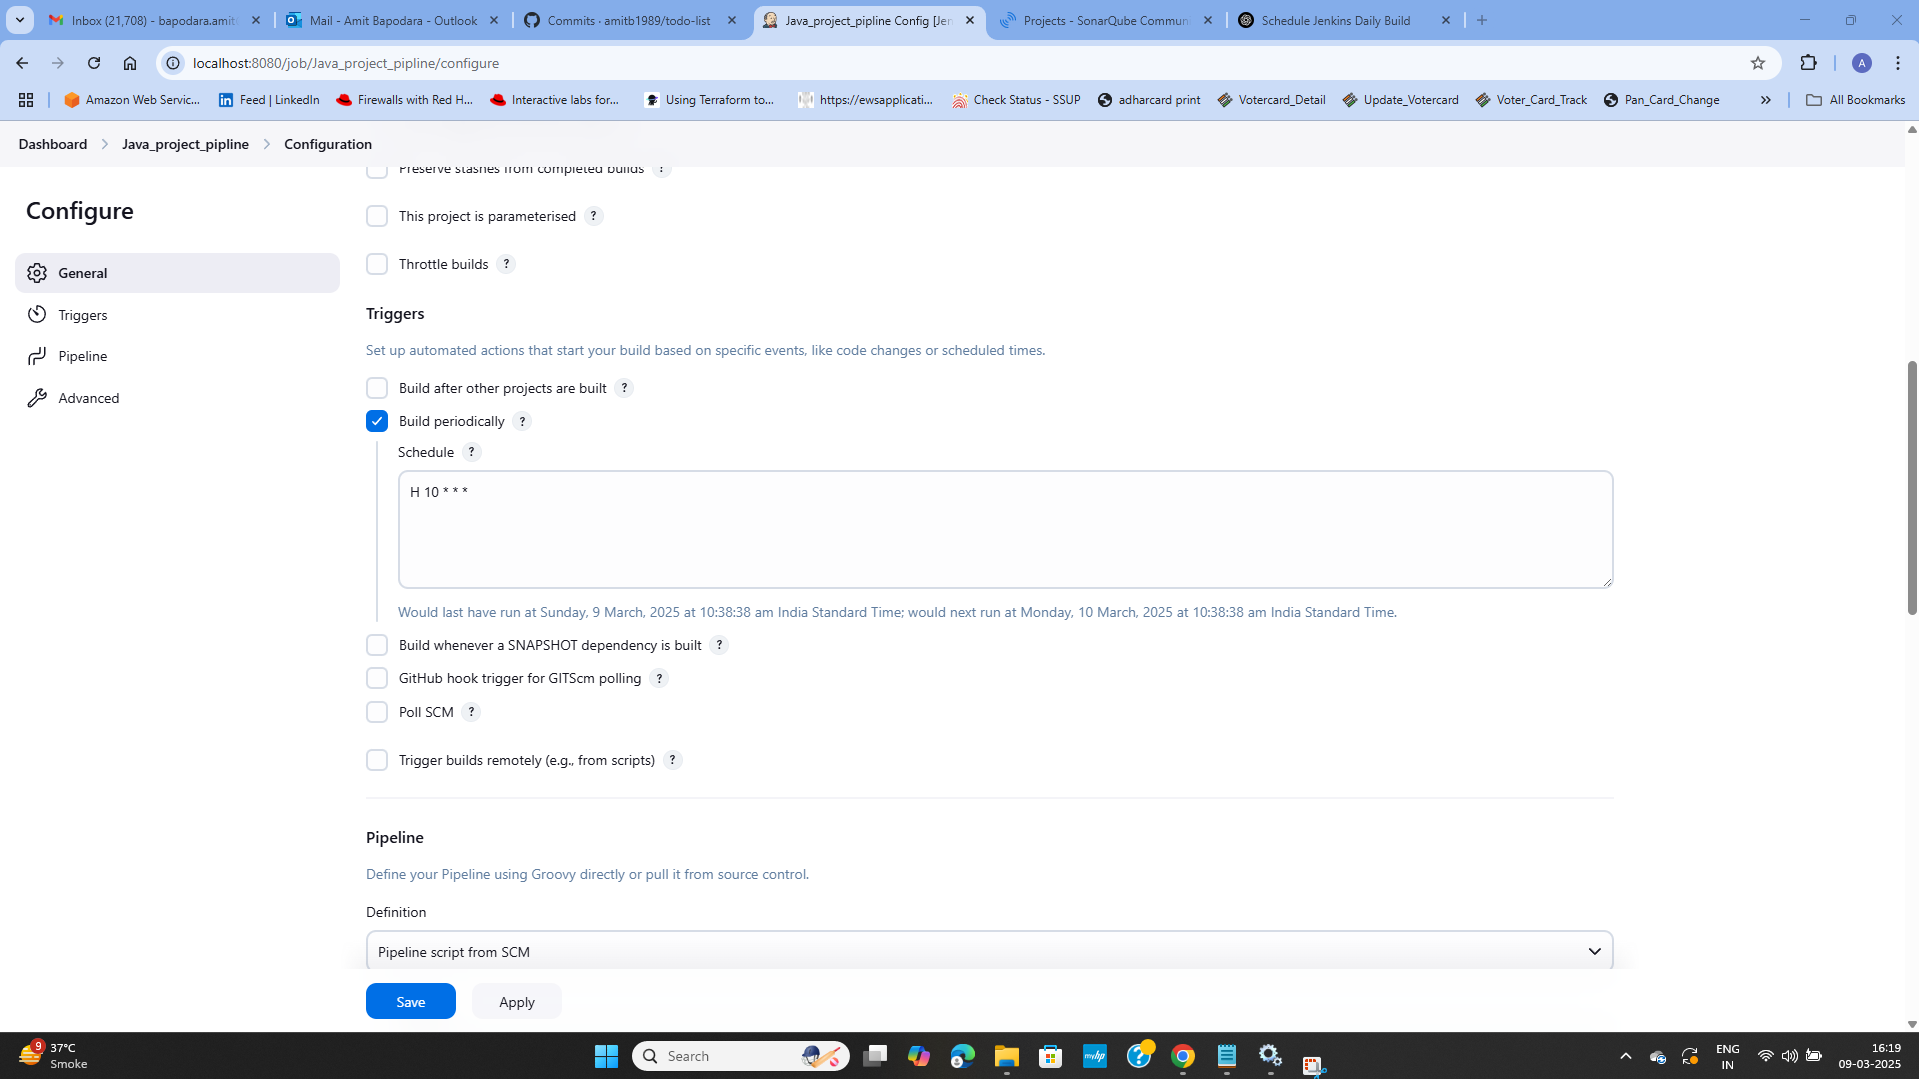 Inbox (21,708) - bapodara.amit
Mail - Amit Bapodara - Outlook
Commits · amitb1989/todo-list
Java_project_pipline Config [Jen
Projects - SonarQube Commun
Schedule Jenkins Daily Build
localhost:8080/job/Java_project_pipline/configure
A
Amazon Web Servic...
Feed | LinkedIn
Firewalls with Red H...
Interactive labs for...
Using Terraform to...
https://ewsapplicati...
Check Status - SSUP
adharcard print
Votercard_Detail
Update_Votercard
Voter_Card_Track
Pan_Card_Change
All Bookmarks
Dashboard
Java_project_pipline
Configuration
Configure
General
Triggers
Pipeline
Advanced
Preserve stashes from completed builds ?
This project is parameterised ?
Throttle builds ?
Triggers
Set up automated actions that start your build based on specific events, like code changes or scheduled times.
Build after other projects are built ?
Build periodically ?
Schedule ?
H 10 * * *
Would last have run at Sunday, 9 March, 2025 at 10:38:38 am India Standard Time; would next run at Monday, 10 March, 2025 at 10:38:38 am India Standard Time.
Build whenever a SNAPSHOT dependency is built ?
GitHub hook trigger for GITScm polling ?
Poll SCM ?
Trigger builds remotely (e.g., from scripts) ?
Pipeline
Define your Pipeline using Groovy directly or pull it from source control.
Definition
Pipeline script from SCM
Save
Apply
9
37°C
Smoke
Search
myhp
ENG
IN
16:19
09-03-2025